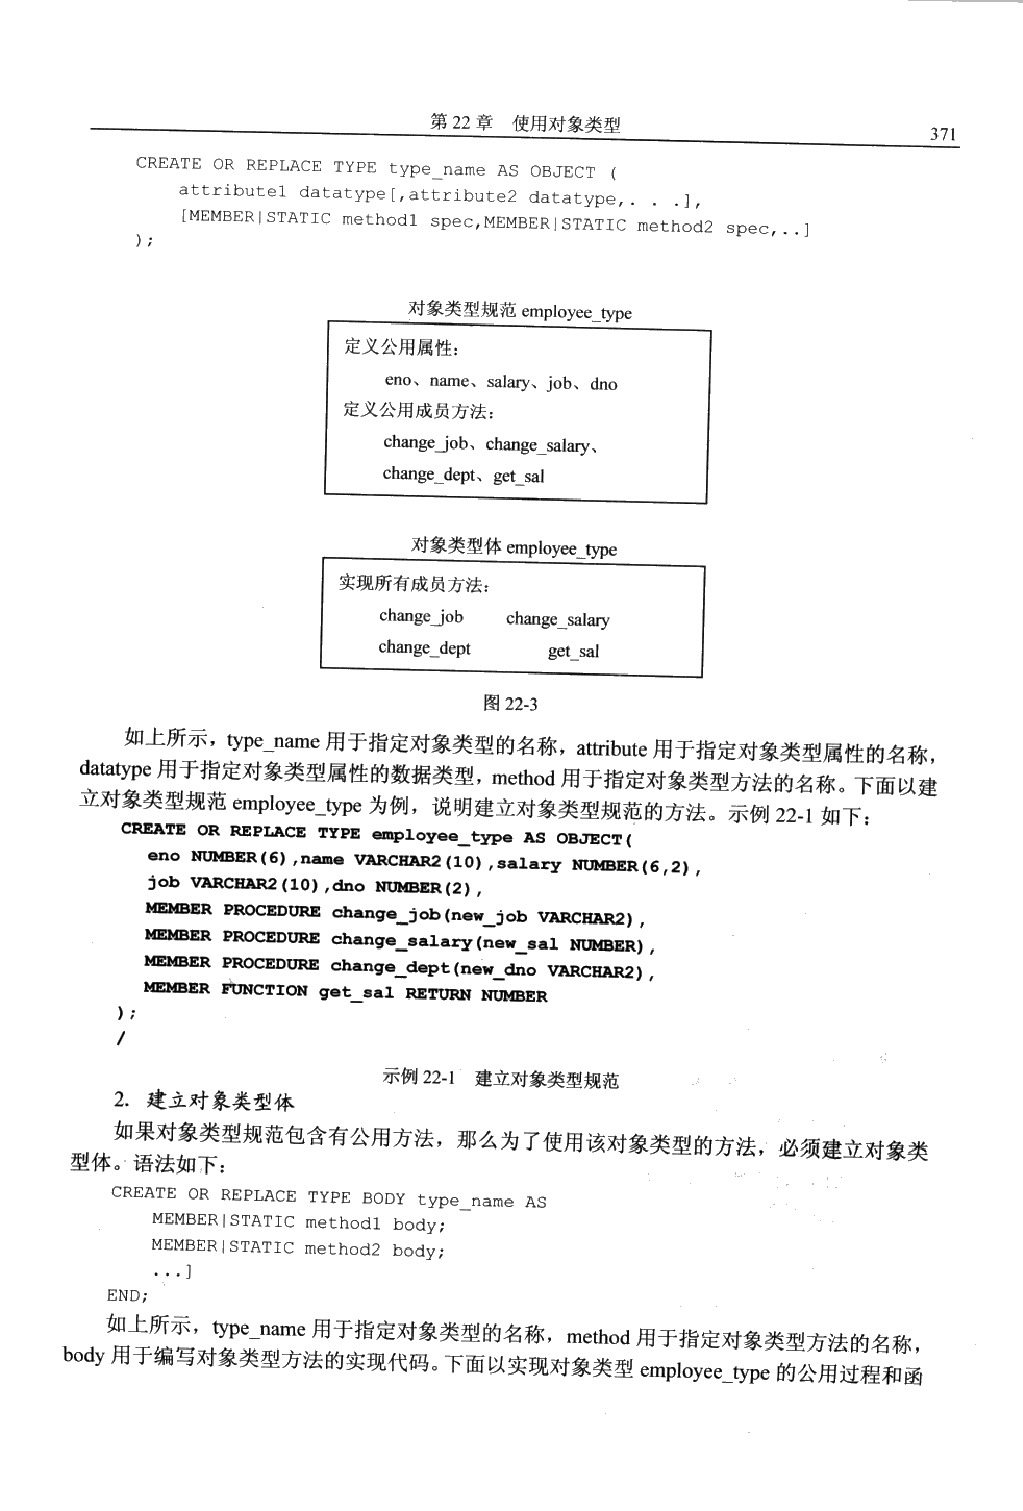 第 22 章 使用对象类型
371
CREATE OR REPLACE TYPE type_name AS OBJECT (
attribute1 datatype[,attribute2 datatype,. . .],
[MEMBER|STATIC method1 spec,MEMBER|STATIC method2 spec,..]
);
对象类型规范 employee_type
定义公用属性：
eno、name、salary、job、dno
定义公用成员方法：
change_job、change_salary、
change_dept、get_sal
对象类型体 employee_type
实现所有成员方法：
change_job change_salary
change_dept get_sal
图 22-3
如上所示，type_name 用于指定对象类型的名称，attribute 用于指定对象类型属性的名称，
datatype 用于指定对象类型属性的数据类型，method 用于指定对象类型方法的名称。下面以建
立对象类型规范 employee_type 为例，说明建立对象类型规范的方法。示例 22-1 如下：
CREATE OR REPLACE TYPE employee_type AS OBJECT(
eno NUMBER(6),name VARCHAR2(10),salary NUMBER(6,2),
job VARCHAR2(10),dno NUMBER(2),
MEMBER PROCEDURE change_job(new_job VARCHAR2),
MEMBER PROCEDURE change_salary(new_sal NUMBER),
MEMBER PROCEDURE change_dept(new_dno VARCHAR2),
MEMBER FUNCTION get_sal RETURN NUMBER
);
/
示例 22-1 建立对象类型规范
2. 建立对象类型体
如果对象类型规范包含有公用方法，那么为了使用该对象类型的方法，必须建立对象类
型体。语法如下：
CREATE OR REPLACE TYPE BODY type_name AS
MEMBER|STATIC method1 body;
MEMBER|STATIC method2 body;
...]
END;
如上所示，type_name 用于指定对象类型的名称，method 用于指定对象类型方法的名称，
body 用于编写对象类型方法的实现代码。下面以实现对象类型 employee_type 的公用过程和函